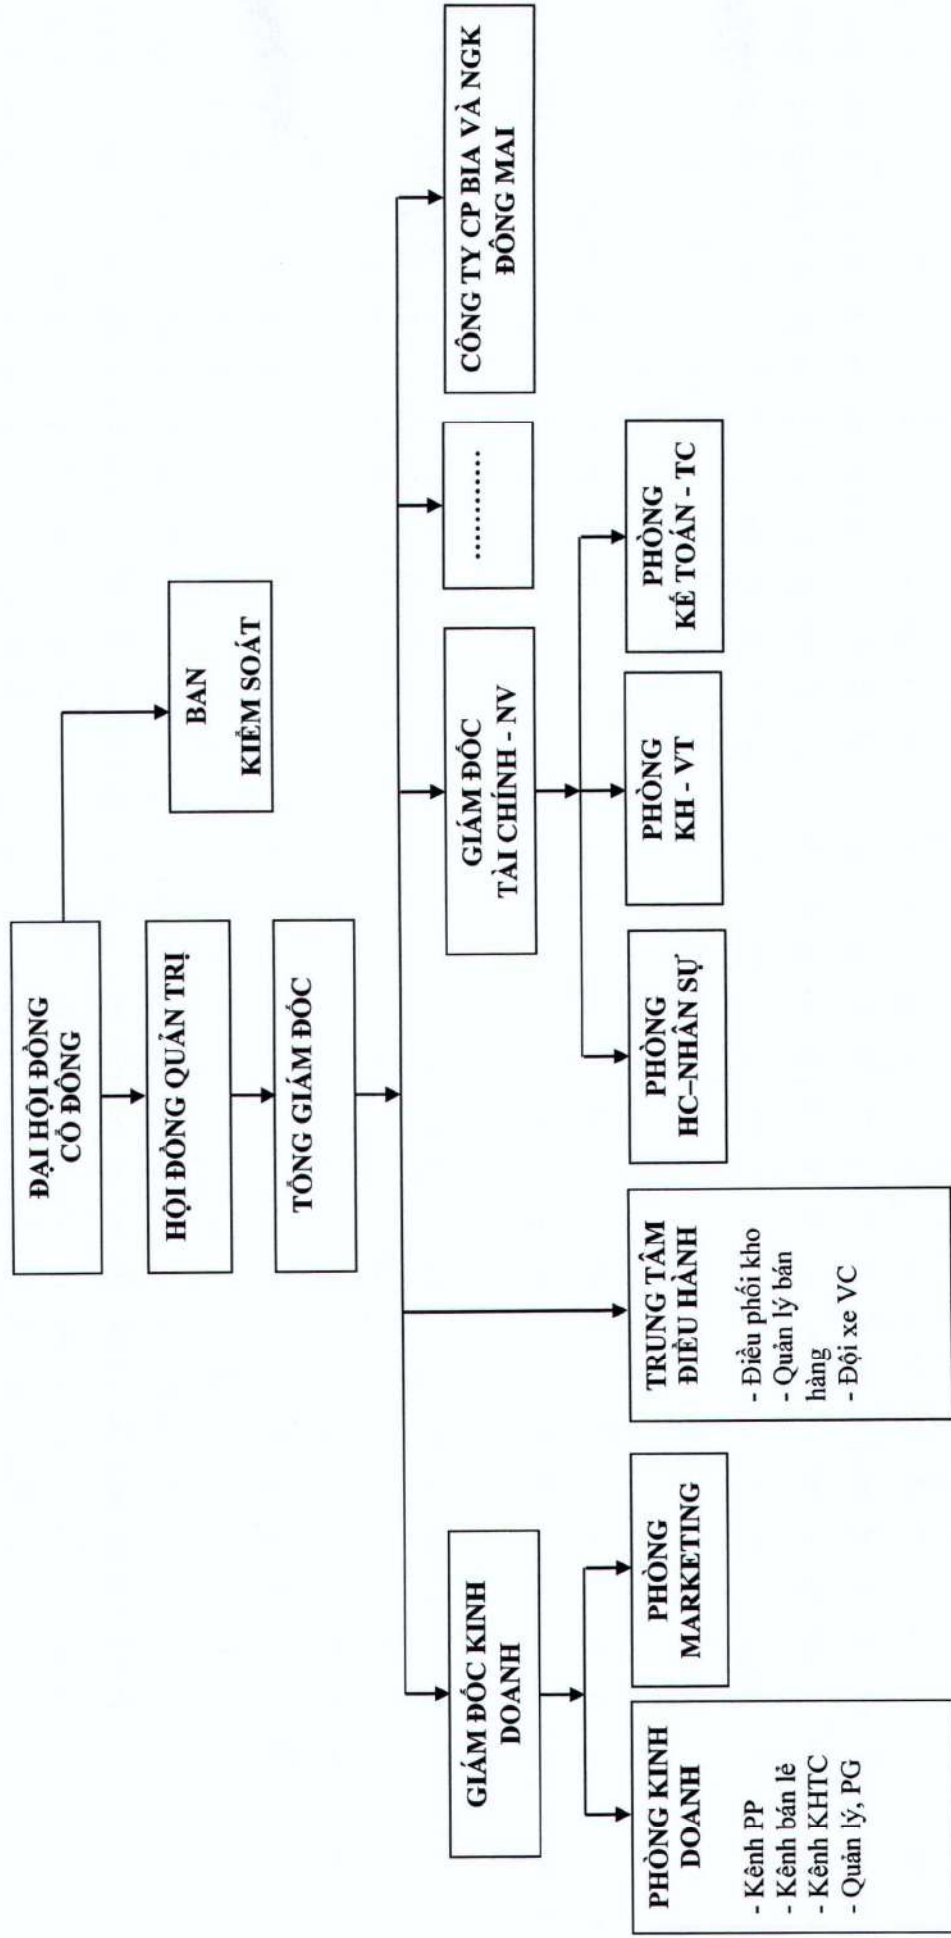 ĐẠI HỘI ĐỒNG
CỔ ĐÔNG
BAN
KIỂM SOÁT
HỘI ĐỒNG QUẢN TRỊ
TỔNG GIÁM ĐỐC
GIÁM ĐỐC KINH
DOANH
GIÁM ĐỐC
TÀI CHÍNH - NV
............
CÔNG TY CP BIA VÀ NGK
ĐÔNG MAI
PHÒNG KINH
DOANH
- Kênh PP
- Kênh bán lẻ
- Kênh KHTC
- Quản lý, PG
PHÒNG
MARKETING
TRUNG TÂM
ĐIỀU HÀNH
- Điều phối kho
- Quản lý bán
hàng
- Đội xe VC
PHÒNG
HC–NHÂN SỰ
PHÒNG
KH - VT
PHÒNG
KẾ TOÁN - TC